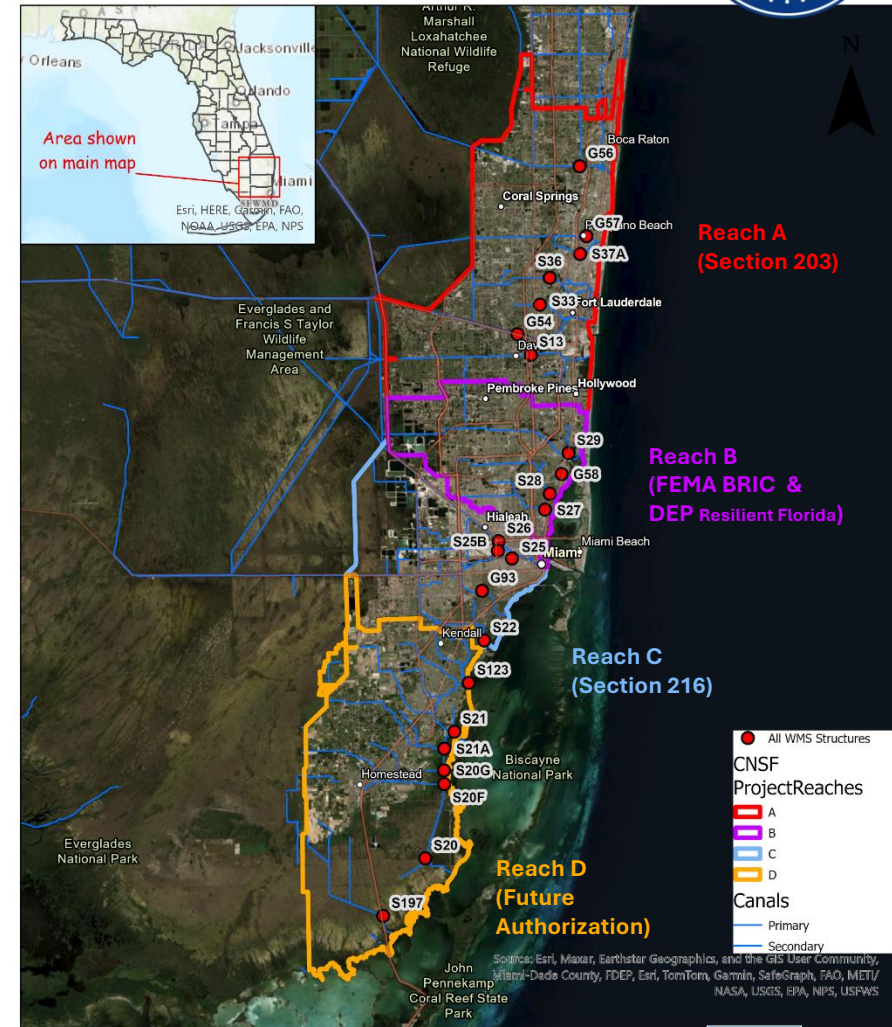 Arthur R.
Marshall
Loxahatchee
National Wildlife
Refuge
Jacksonville
Orleans
Orlando
Tampa
Area shown
on main map
Miami
SFWMD
Esri, HERE, Garmin, FAO,
NOAA, USGS, EPA, NPS
N
Boca Raton
G56
Coral Springs
G57
Beach
S37A
Reach A
(Section 203)
S36
S33
Fort Lauderdale
Everglades and
Francis S Taylor
Wildlife
Management
Area
G54
S13
Pembroke Pines
Hollywood
S29
G58
S28
S27
Reach B
(FEMA BRIC &
DEP Resilient Florida)
Hialeah
S26
S25B
S25
Miami
Miami Beach
G93
Kendall
S22
S123
Reach C
(Section 216)
S21
S21A
S20G
S20F
Biscayne
National Park
Homestead
Everglades
National Park
S20
S197
Reach D
(Future
Authorization)
All WMS Structures
CNSF
ProjectReaches
A
B
C
D
Canals
Primary
Secondary
Source: Esri, Maxar, Earthstar Geographics, and the GIS User Community,
Miami-Dade County, FDEP, Esri, TomTom, Garmin, SafeGraph, FAO, METI/
NASA, USGS, EPA, NPS, USFWS
John
Pennekamp
Coral Reef State
Park